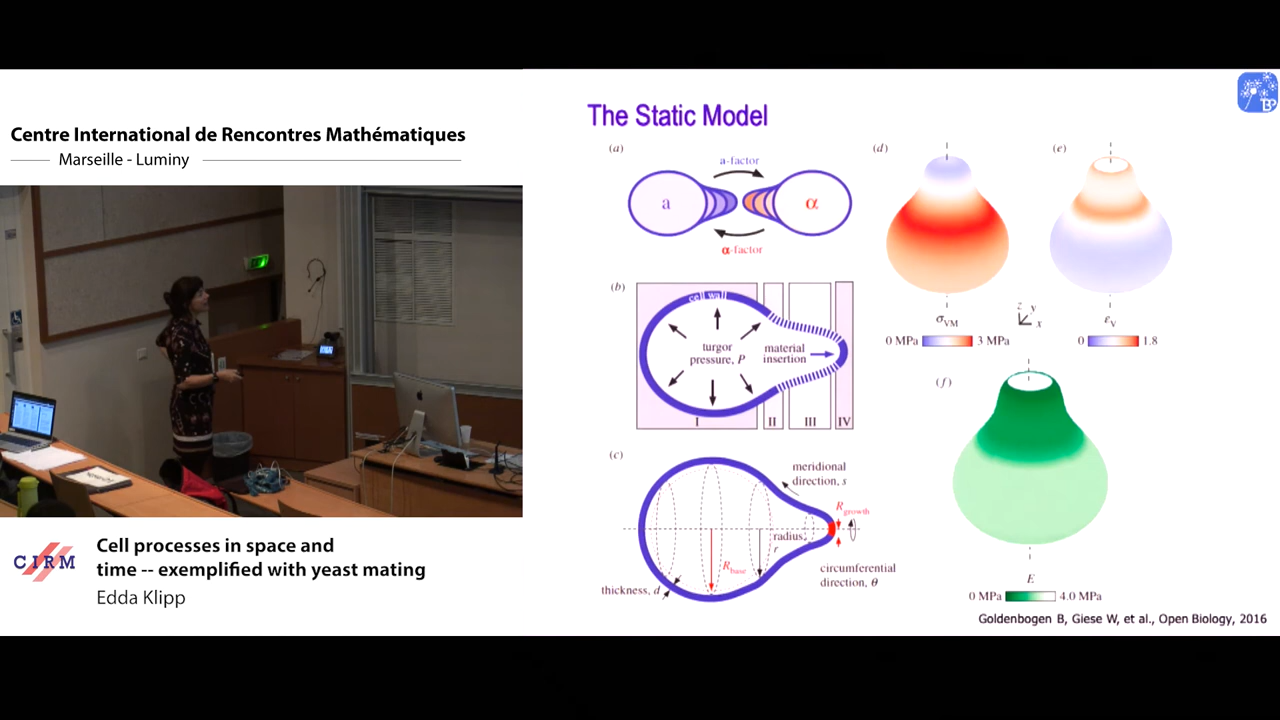 Centre International de Rencontres Mathématiques
Marseille - Luminy
CIRM
Cell processes in space and
time -- exemplified with yeast mating
Edda Klipp
The Static Model
BP
(a)
a-factor
a
α
α-factor
(b)
cell wall
turgor
pressure, P
material
insertion
I
II
III
IV
(c)
meridional
direction, s
R growth
radius,
r
R base
circumferential
direction, θ
thickness, d
(d)
σVM
0 MPa
3 MPa
z
y
x
(e)
εV
0
1.8
(f)
E
0 MPa
4.0 MPa
Goldenbogen B, Giese W, et al., Open Biology, 2016